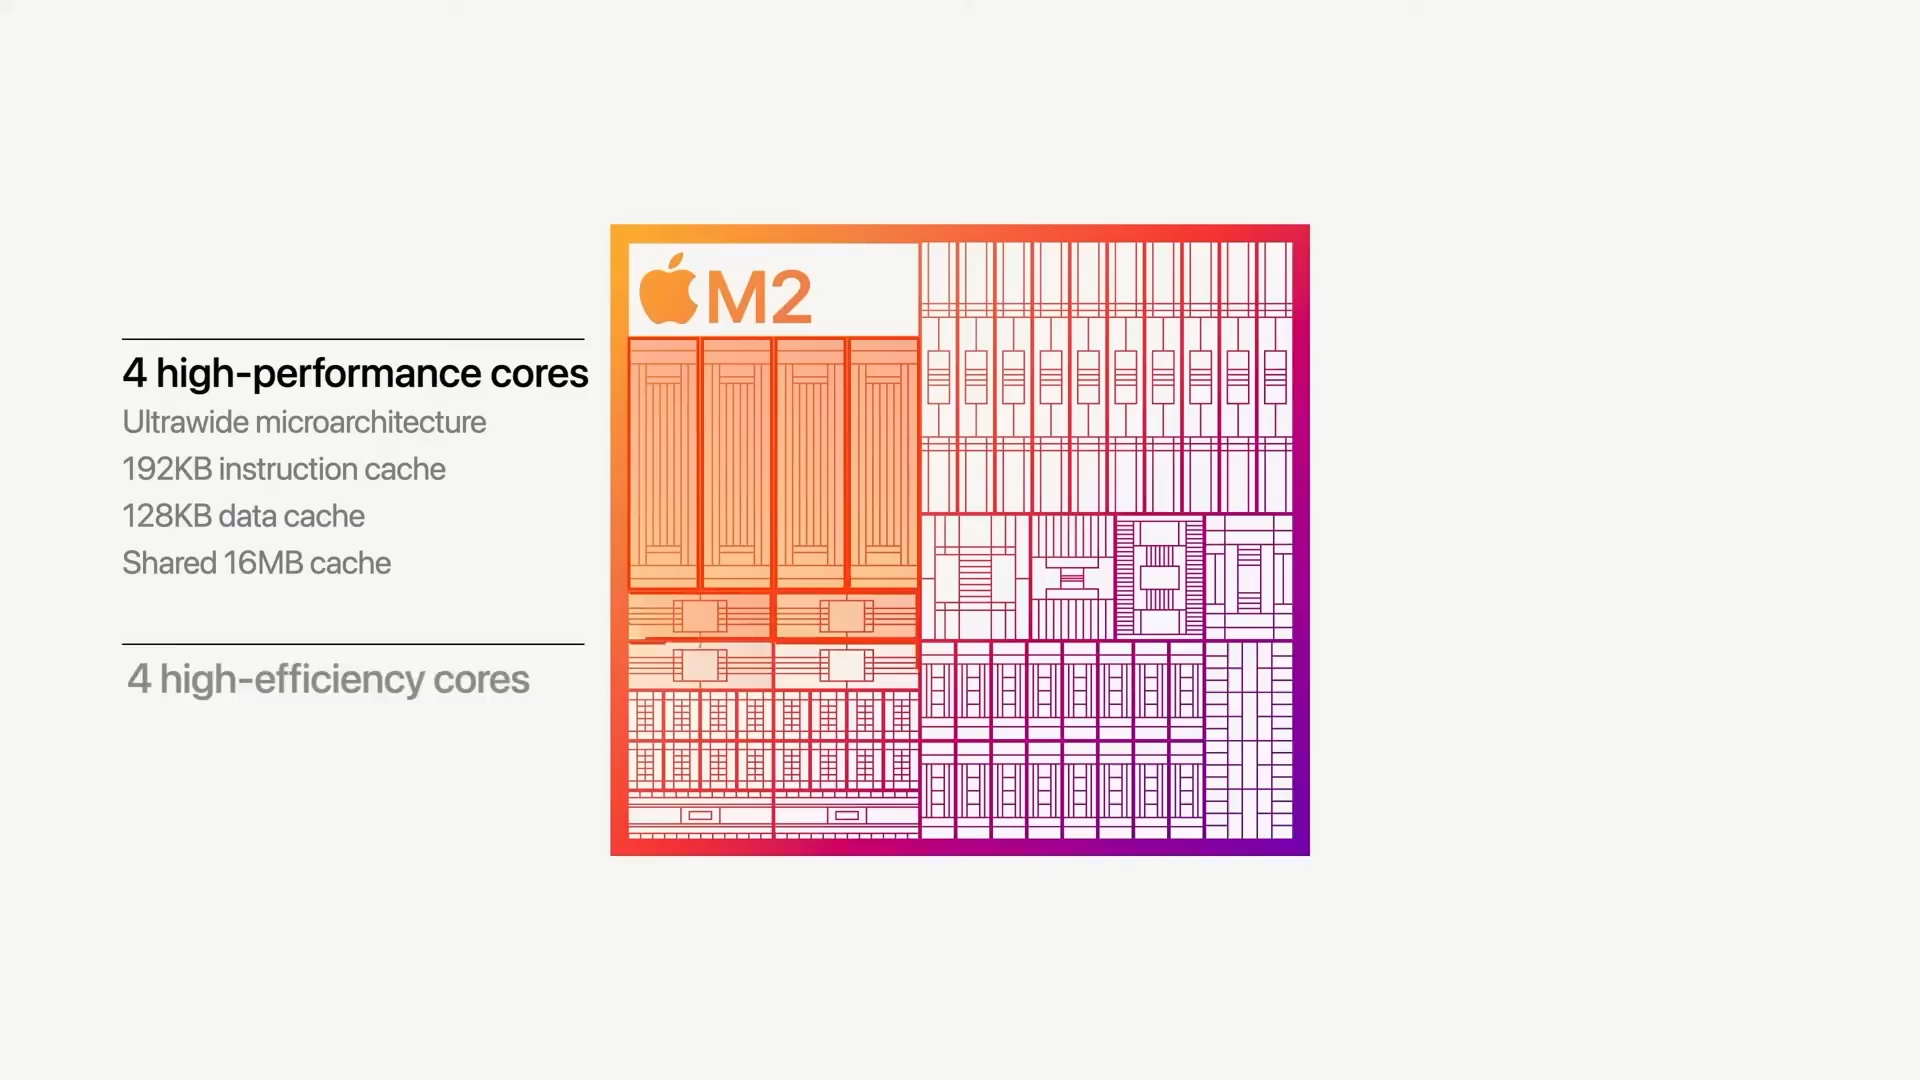 M2
4 high-performance cores
Ultrawide microarchitecture
192KB instruction cache
128KB data cache
Shared 16MB cache
4 high-efficiency cores